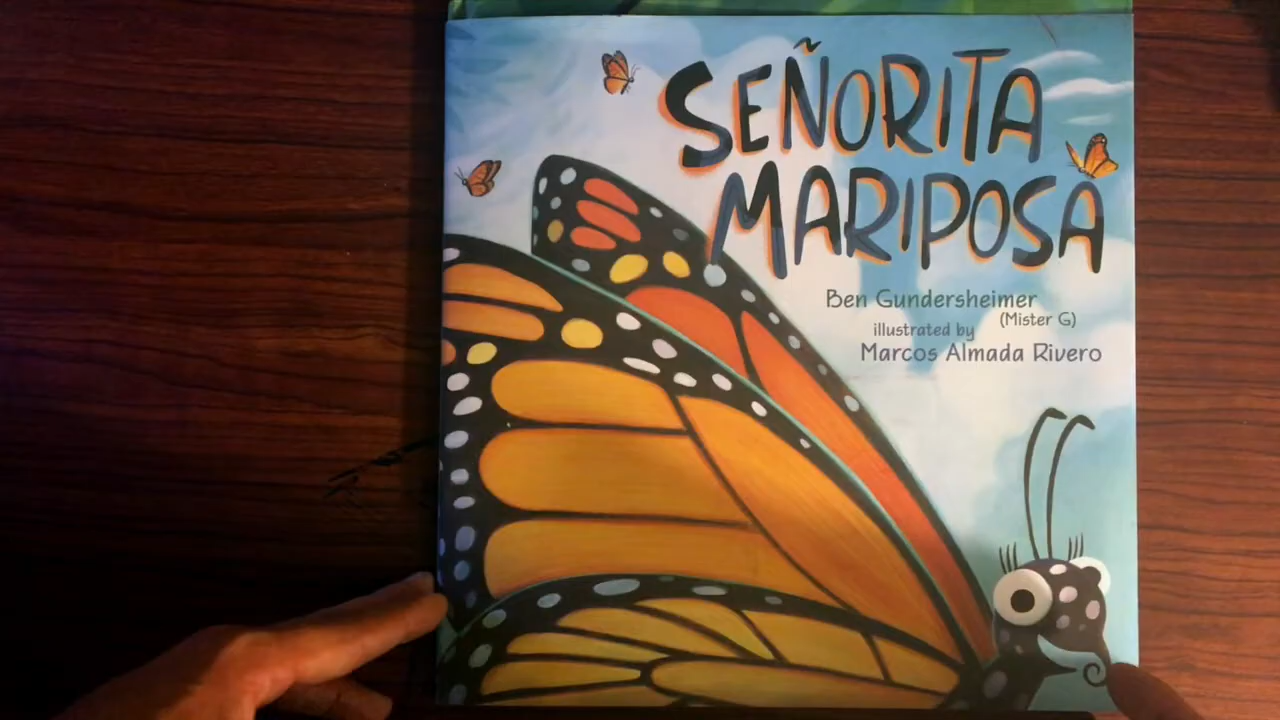 SEÑORITA
MARIPOSA
Ben Gundersheimer
(Mister G)
illustrated by
Marcos Almada Rivero